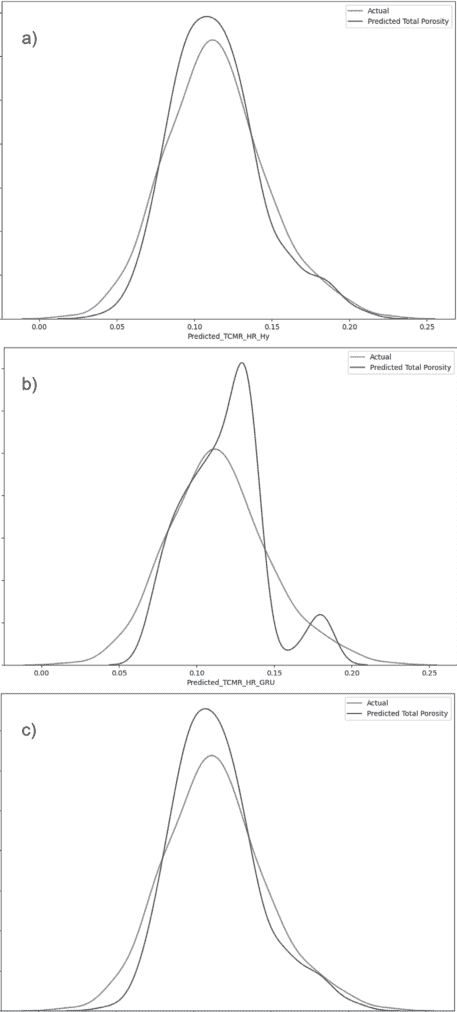 a)
Actual
Predicted Total Porosity
0.00 0.05 0.10 0.15 0.20 0.25
Predicted_TCMR_HR_Hy
b)
Actual
Predicted Total Porosity
0.00 0.05 0.10 0.15 0.20 0.25
Predicted_TCMR_HR_GRU
c)
Actual
Predicted Total Porosity